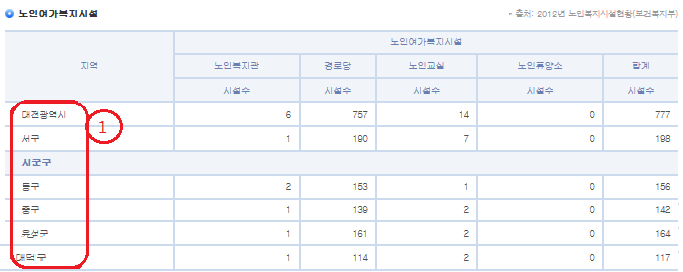 노인여가복지시설
• 출처: 2012년 노인복지시설현황(보건복지부)
지역 노인여가복지시설
노인복지관 경로당 노인교실 노인휴양소 합계
시설수 시설수 시설수 시설수 시설수
대전광역시 6 757 14 0 777
서구 1 190 7 0 198
시군구
동구 2 153 1 0 156
중구 1 139 2 0 142
유성구 1 161 2 0 164
대덕구 1 114 2 0 117
1